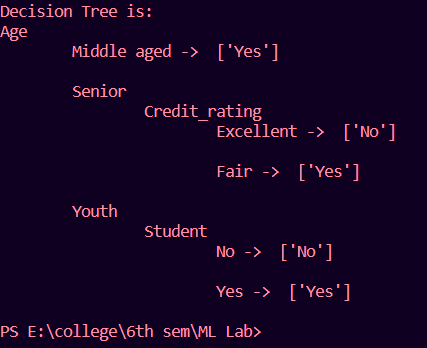 Decision Tree is:
Age
Middle aged ->  ['Yes']
Senior
Credit_rating
Excellent ->  ['No']
Fair ->  ['Yes']
Youth
Student
No ->  ['No']
Yes ->  ['Yes']
PS E:\college\6th sem\ML Lab>